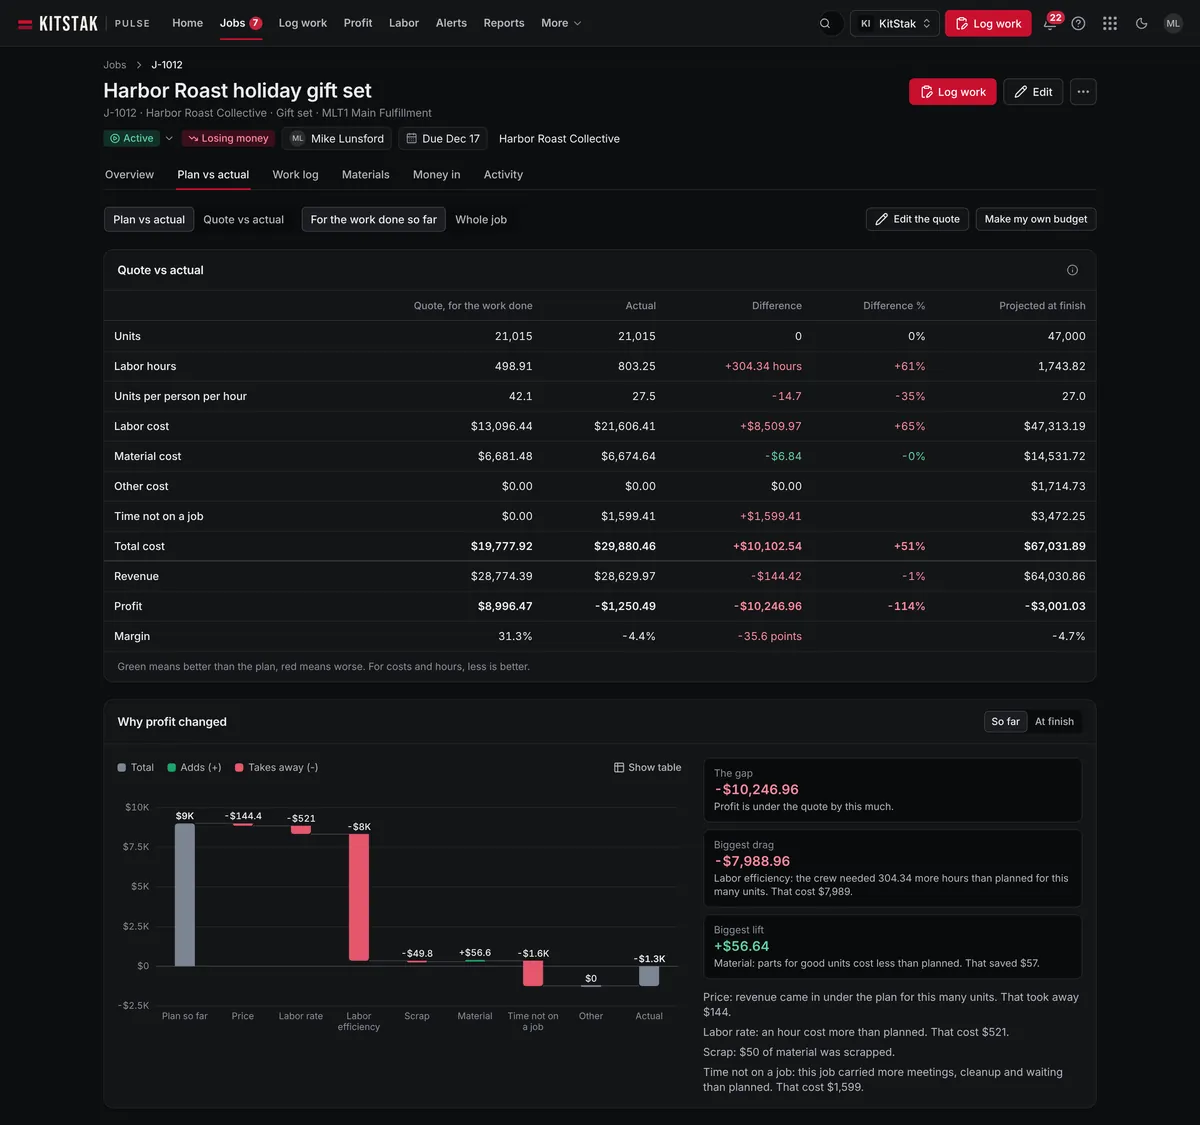 KITSTAK PULSE Home Jobs 7 Log work Profit Labor Alerts Reports More KI KitStak Log work 22 ML
Jobs > J-1012
Harbor Roast holiday gift set
Log work Edit
J-1012 · Harbor Roast Collective · Gift set · MLT1 Main Fulfillment
Active Losing money ML Mike Lunsford Due Dec 17 Harbor Roast Collective
Overview Plan vs actual Work log Materials Money in Activity
Plan vs actual Quote vs actual For the work done so far Whole job Edit the quote Make my own budget
Quote vs actual
Quote, for the work done Actual Difference Difference % Projected at finish
Units 21,015 21,015 0 0% 47,000
Labor hours 498.91 803.25 +304.34 hours +61% 1,743.82
Units per person per hour 42.1 27.5 -14.7 -35% 27.0
Labor cost $13,096.44 $21,606.41 +$8,509.97 +65% $47,313.19
Material cost $6,681.48 $6,674.64 -$6.84 -0% $14,531.72
Other cost $0.00 $0.00 $0.00 $1,714.73
Time not on a job $0.00 $1,599.41 +$1,599.41 $3,472.25
Total cost $19,777.92 $29,880.46 +$10,102.54 +51% $67,031.89
Revenue $28,774.39 $28,629.97 -$144.42 -1% $64,030.86
Profit $8,996.47 -$1,250.49 -$10,246.96 -114% -$3,001.03
Margin 31.3% -4.4% -35.6 points -4.7%
Green means better than the plan, red means worse. For costs and hours, less is better.
Why profit changed
So far At finish
Total Adds (+) Takes away (-) Show table
$10K
$7.5K
$5K
$2.5K
$0
-$2.5K
$9K
-$144.4
-$521
-$8K
-$49.8
+$56.6
-$1.6K
$0
-$1.3K
Plan so far
Price
Labor rate
Labor
efficiency
Scrap
Material
Time not on
a job
Other
Actual
The gap
-$10,246.96
Profit is under the quote by this much.
Biggest drag
-$7,988.96
Labor efficiency: the crew needed 304.34 more hours than planned for this
many units. That cost $7,989.
Biggest lift
+$56.64
Material: parts for good units cost less than planned. That saved $57.
Price: revenue came in under the plan for this many units. That took away
$144.
Labor rate: an hour cost more than planned. That cost $521.
Scrap: $50 of material was scrapped.
Time not on a job: this job carried more meetings, cleanup and waiting
than planned. That cost $1,599.